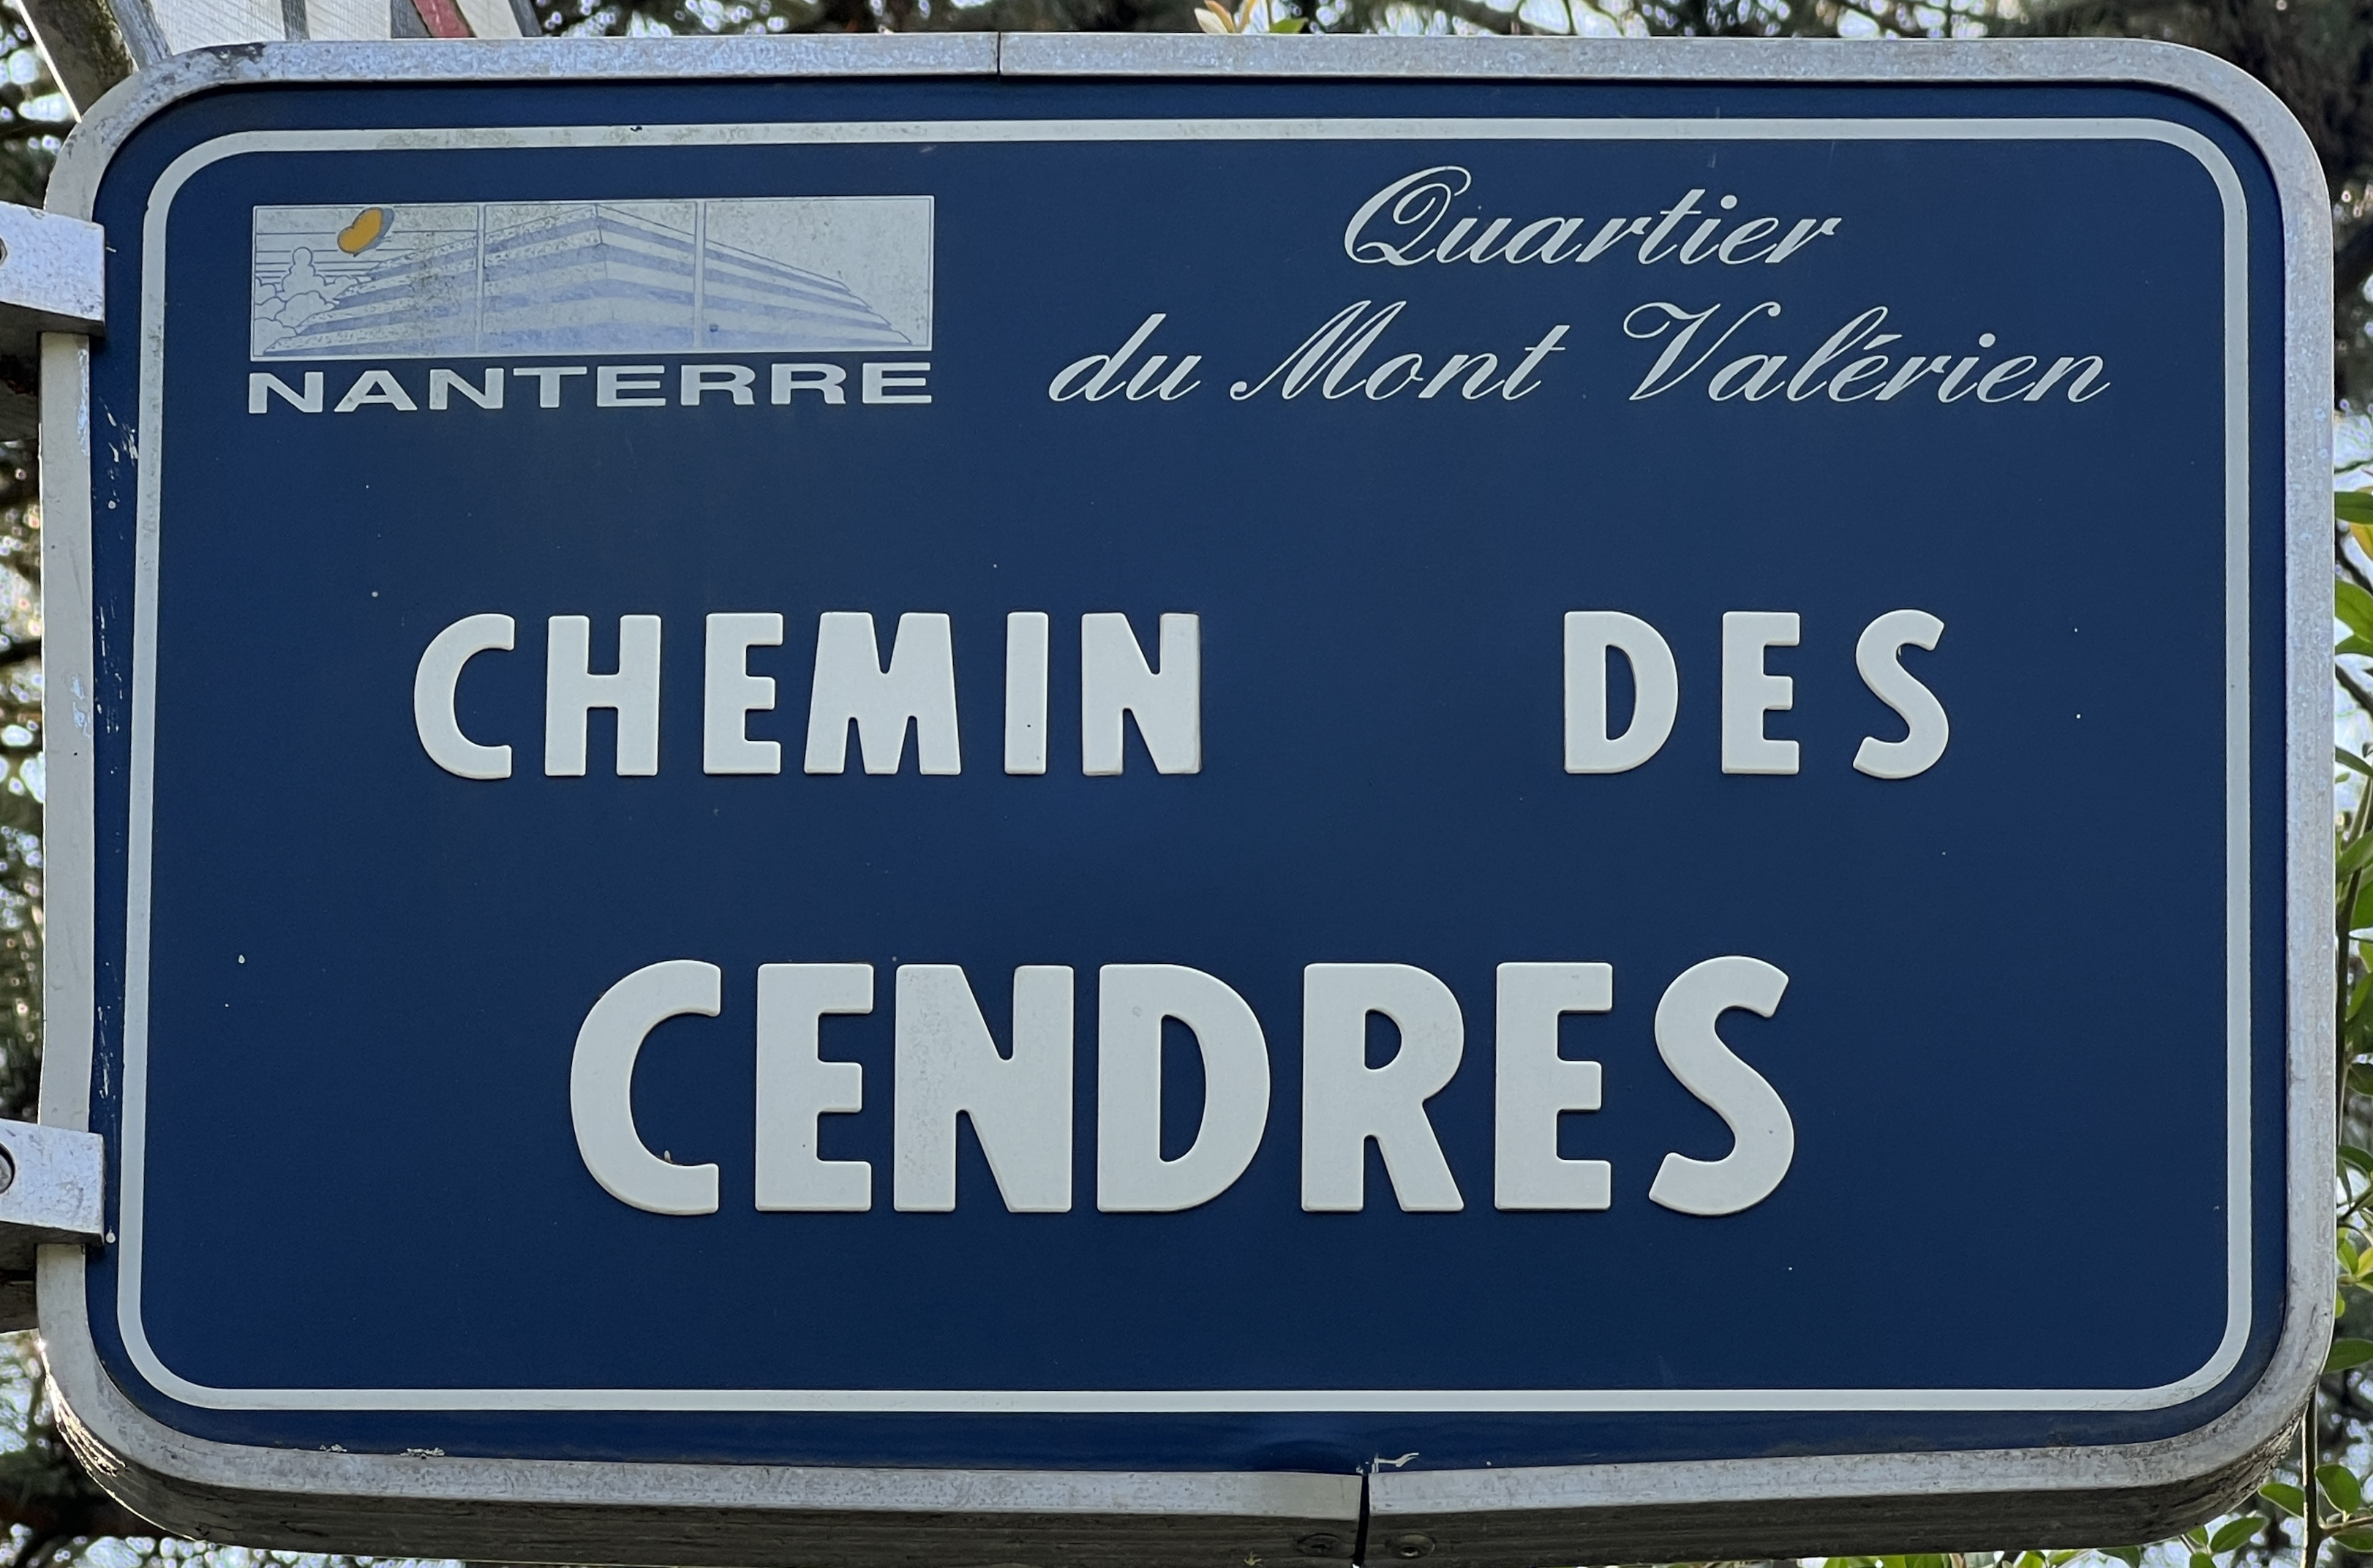 NANTERRE
Quartier
du Mont Valérien
CHEMIN DES
CENDRES